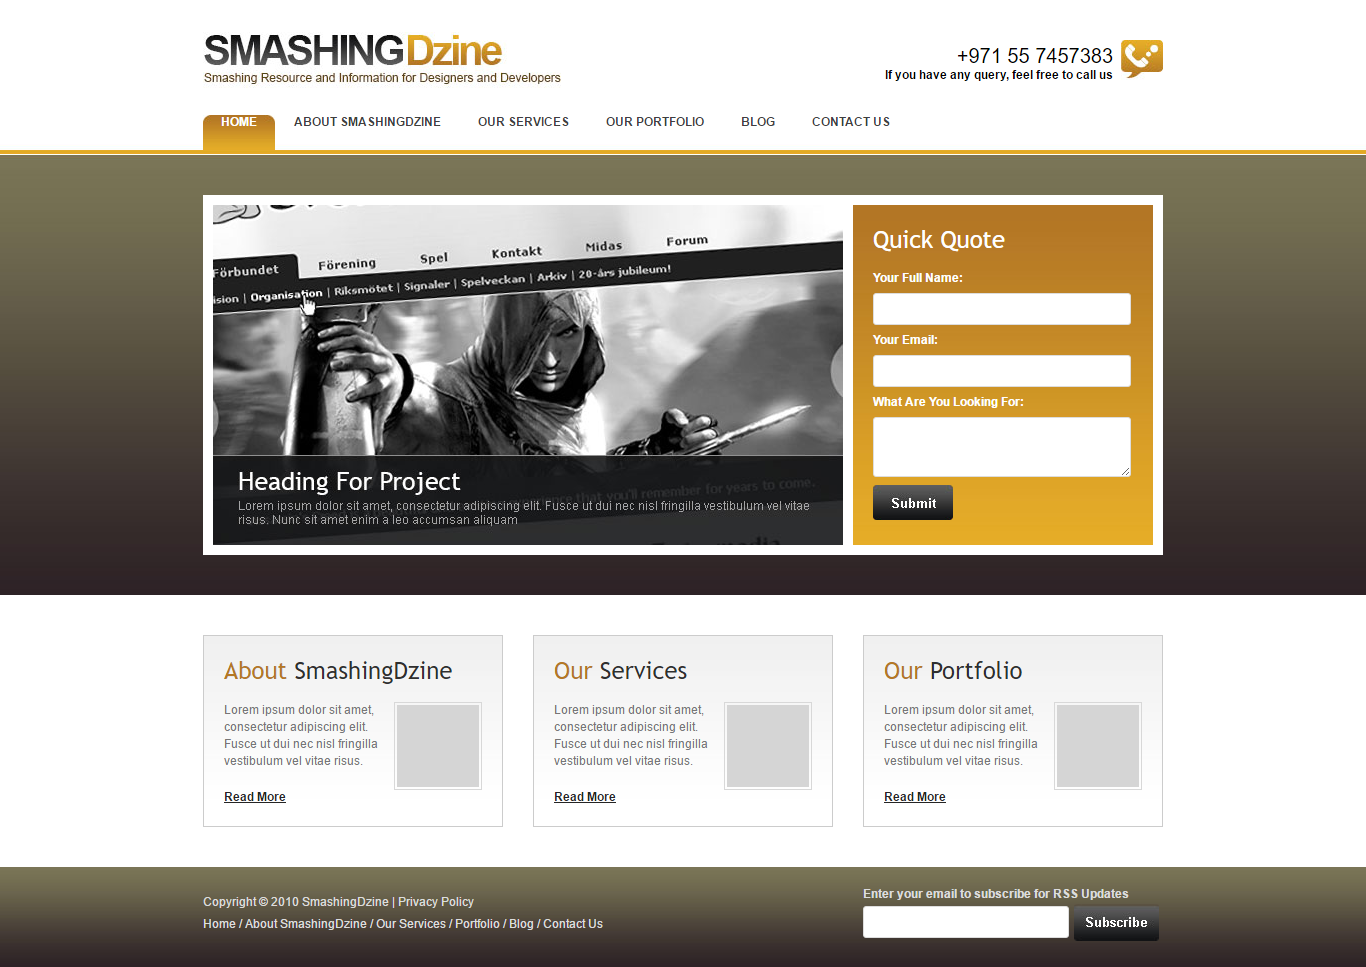 SMASHINGDzine
Smashing Resource and Information for Designers and Developers
+971 55 7457383
If you have any query, feel free to call us
HOME
ABOUT SMASHINGDZINE
OUR SERVICES
OUR PORTFOLIO
BLOG
CONTACT US
Förbundet
Förening
Spel
Kontakt
Midas
Forum
ision | Organisation | Riksmötet | Signaler | Spelveckan | Arkiv | 20-års jubileum!
Heading For Project
that you'll remember for years to come.
Lorem ipsum dolor sit amet, consectetur adipiscing elit. Fusce ut dui nec nisl fringilla vestibulum vel vitae
risus. Nunc sit amet enim a leo accumsan aliquam
Quick Quote
Your Full Name:
Your Email:
What Are You Looking For:
Submit
About SmashingDzine
Lorem ipsum dolor sit amet,
consectetur adipiscing elit.
Fusce ut dui nec nisl fringilla
vestibulum vel vitae risus.
Read More
Our Services
Lorem ipsum dolor sit amet,
consectetur adipiscing elit.
Fusce ut dui nec nisl fringilla
vestibulum vel vitae risus.
Read More
Our Portfolio
Lorem ipsum dolor sit amet,
consectetur adipiscing elit.
Fusce ut dui nec nisl fringilla
vestibulum vel vitae risus.
Read More
Copyright © 2010 SmashingDzine | Privacy Policy
Home / About SmashingDzine / Our Services / Portfolio / Blog / Contact Us
Enter your email to subscribe for RSS Updates
Subscribe